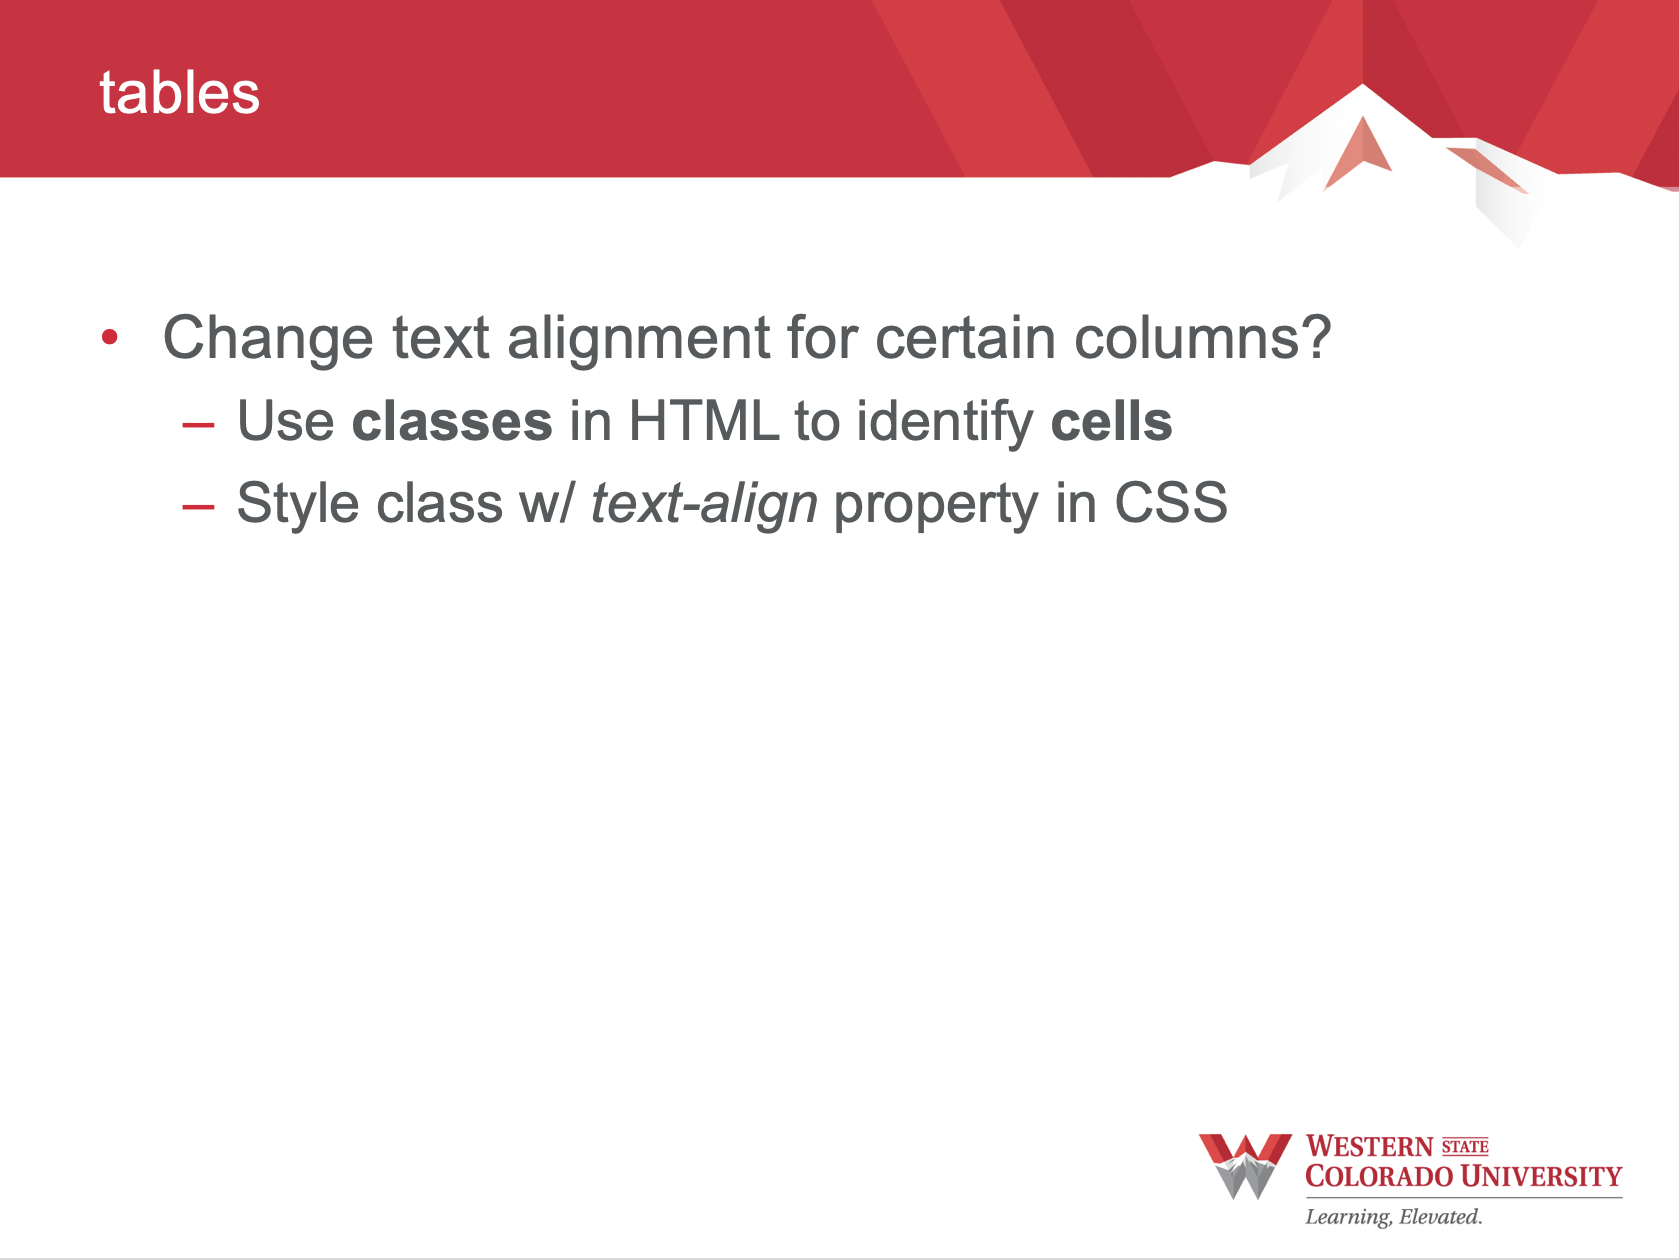 tables
• Change text alignment for certain columns?
– Use classes in HTML to identify cells
– Style class w/ text-align property in CSS
WESTERN STATE
COLORADO UNIVERSITY
Learning, Elevated.